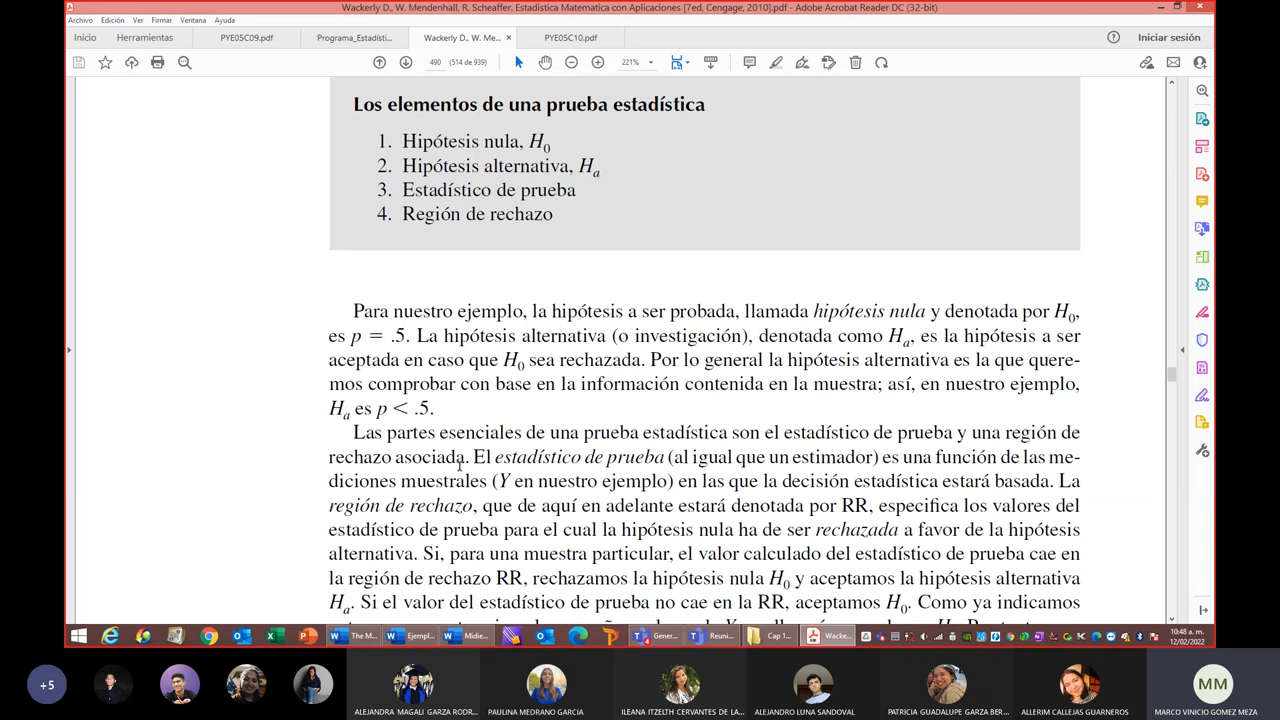 Wackerly D., W. Mendenhall, R. Scheaffer. Estadística Matematica con Aplicaciones [7ed, Cengage, 2010].pdf - Adobe Acrobat Reader DC (32-bit)
Archivo Edición Ver Firmar Ventana Ayuda
Inicio Herramientas PYE05C09.pdf Programa_Estadísti... Wackerly D., W. Me... × PYE05C10.pdf Iniciar sesión
490 (514 de 939) 221%
Los elementos de una prueba estadística
1. Hipótesis nula, H0
2. Hipótesis alternativa, Ha
3. Estadístico de prueba
4. Región de rechazo
Para nuestro ejemplo, la hipótesis a ser probada, llamada hipótesis nula y denotada por H0,
es p = .5. La hipótesis alternativa (o investigación), denotada como Ha, es la hipótesis a ser
aceptada en caso que H0 sea rechazada. Por lo general la hipótesis alternativa es la que quere-
mos comprobar con base en la información contenida en la muestra; así, en nuestro ejemplo,
Ha es p < .5.
Las partes esenciales de una prueba estadística son el estadístico de prueba y una región de
rechazo asociada. El estadístico de prueba (al igual que un estimador) es una función de las me-
diciones muestrales (Y en nuestro ejemplo) en las que la decisión estadística estará basada. La
región de rechazo, que de aquí en adelante estará denotada por RR, especifica los valores del
estadístico de prueba para el cual la hipótesis nula ha de ser rechazada a favor de la hipótesis
alternativa. Si, para una muestra particular, el valor calculado del estadístico de prueba cae en
la región de rechazo RR, rechazamos la hipótesis nula H0 y aceptamos la hipótesis alternativa
Ha. Si el valor del estadístico de prueba no cae en la RR, aceptamos H0. Como ya indicamos
The M... Ejempl... Midie... Gener... Reuni... Cap 1... Wacke... 10:48 a. m.
12/02/2022
+5 MM
ALEJANDRA MAGALI GARZA RODR... PAULINA MEDRANO GARCIA ILEANA ITZELTH CERVANTES DE LA... ALEJANDRO LUNA SANDOVAL PATRICIA GUADALUPE GARZA BER... ALLERIM CALLEJAS GUARNEROS MARCO VINICIO GOMEZ MEZA